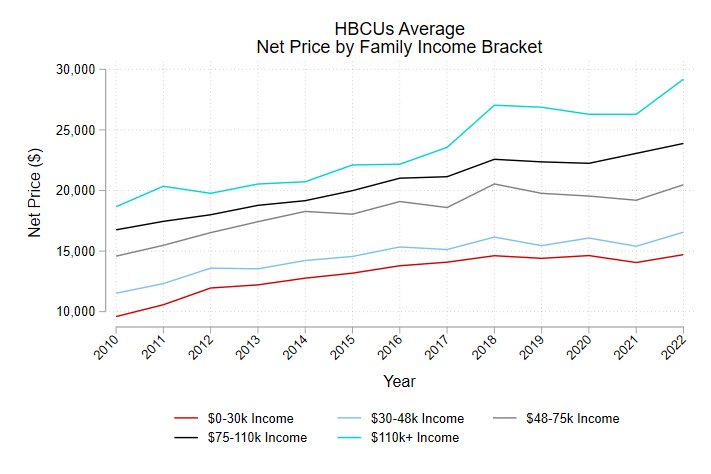 HBCUs Average
Net Price by Family Income Bracket
Net Price ($)
30,000
25,000
20,000
15,000
10,000
2010 2011 2012 2013 2014 2015 2016 2017 2018 2019 2020 2021 2022
Year
$0-30k Income $30-48k Income $48-75k Income
$75-110k Income $110k+ Income